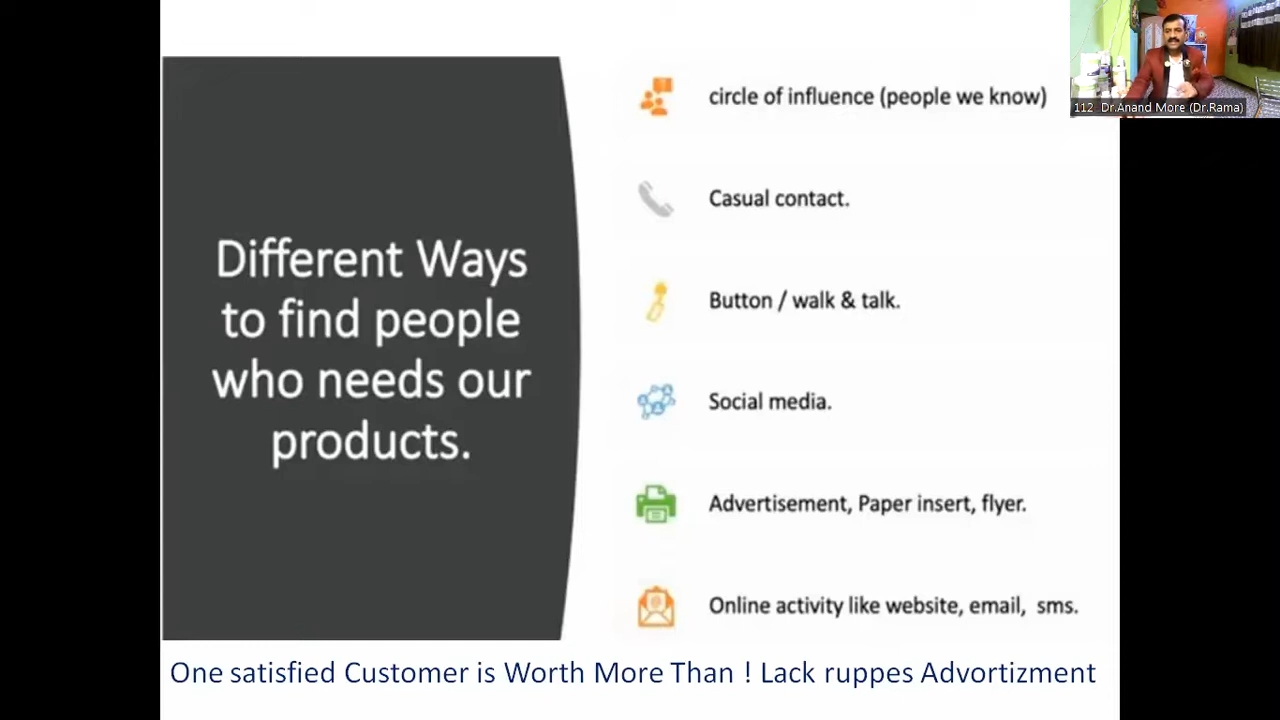 112 Dr.Anand More (Dr.Rama)
Different Ways
to find people
who needs our
products.
circle of influence (people we know)
Casual contact.
Button / walk & talk.
Social media.
Advertisement, Paper insert, flyer.
Online activity like website, email, sms.
One satisfied Customer is Worth More Than ! Lack ruppes Advortizment